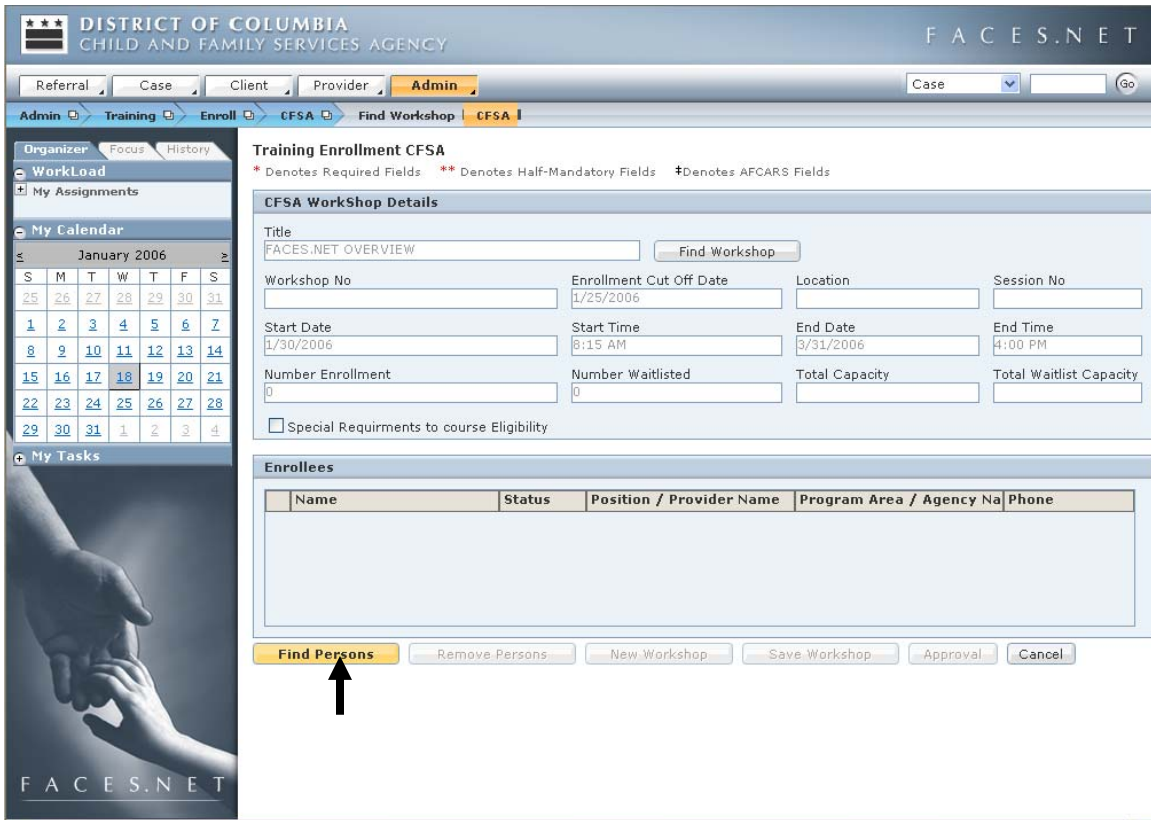 DISTRICT OF COLUMBIA
CHILD AND FAMILY SERVICES AGENCY
FACES.NET
Referral Case Client Provider Admin Case Go
Admin Training Enroll CFSA Find Workshop CFSA
Organizer Focus History
WorkLoad
My Assignments
My Calendar
< January 2006 >
S M T W T F S
25 26 27 28 29 30 31
1 2 3 4 5 6 7
8 9 10 11 12 13 14
15 16 17 18 19 20 21
22 23 24 25 26 27 28
29 30 31 1 2 3 4
My Tasks
FACES.NET
Training Enrollment CFSA
* Denotes Required Fields ** Denotes Half-Mandatory Fields ‡Denotes AFCARS Fields
CFSA WorkShop Details
Title
FACES.NET OVERVIEW Find Workshop
Workshop No Enrollment Cut Off Date Location Session No
1/25/2006
Start Date Start Time End Date End Time
1/30/2006 8:15 AM 3/31/2006 4:00 PM
Number Enrollment Number Waitlisted Total Capacity Total Waitlist Capacity
0 0
Special Requirments to course Eligibility
Enrollees
Name Status Position / Provider Name Program Area / Agency Na Phone
Find Persons Remove Persons New Workshop Save Workshop Approval Cancel